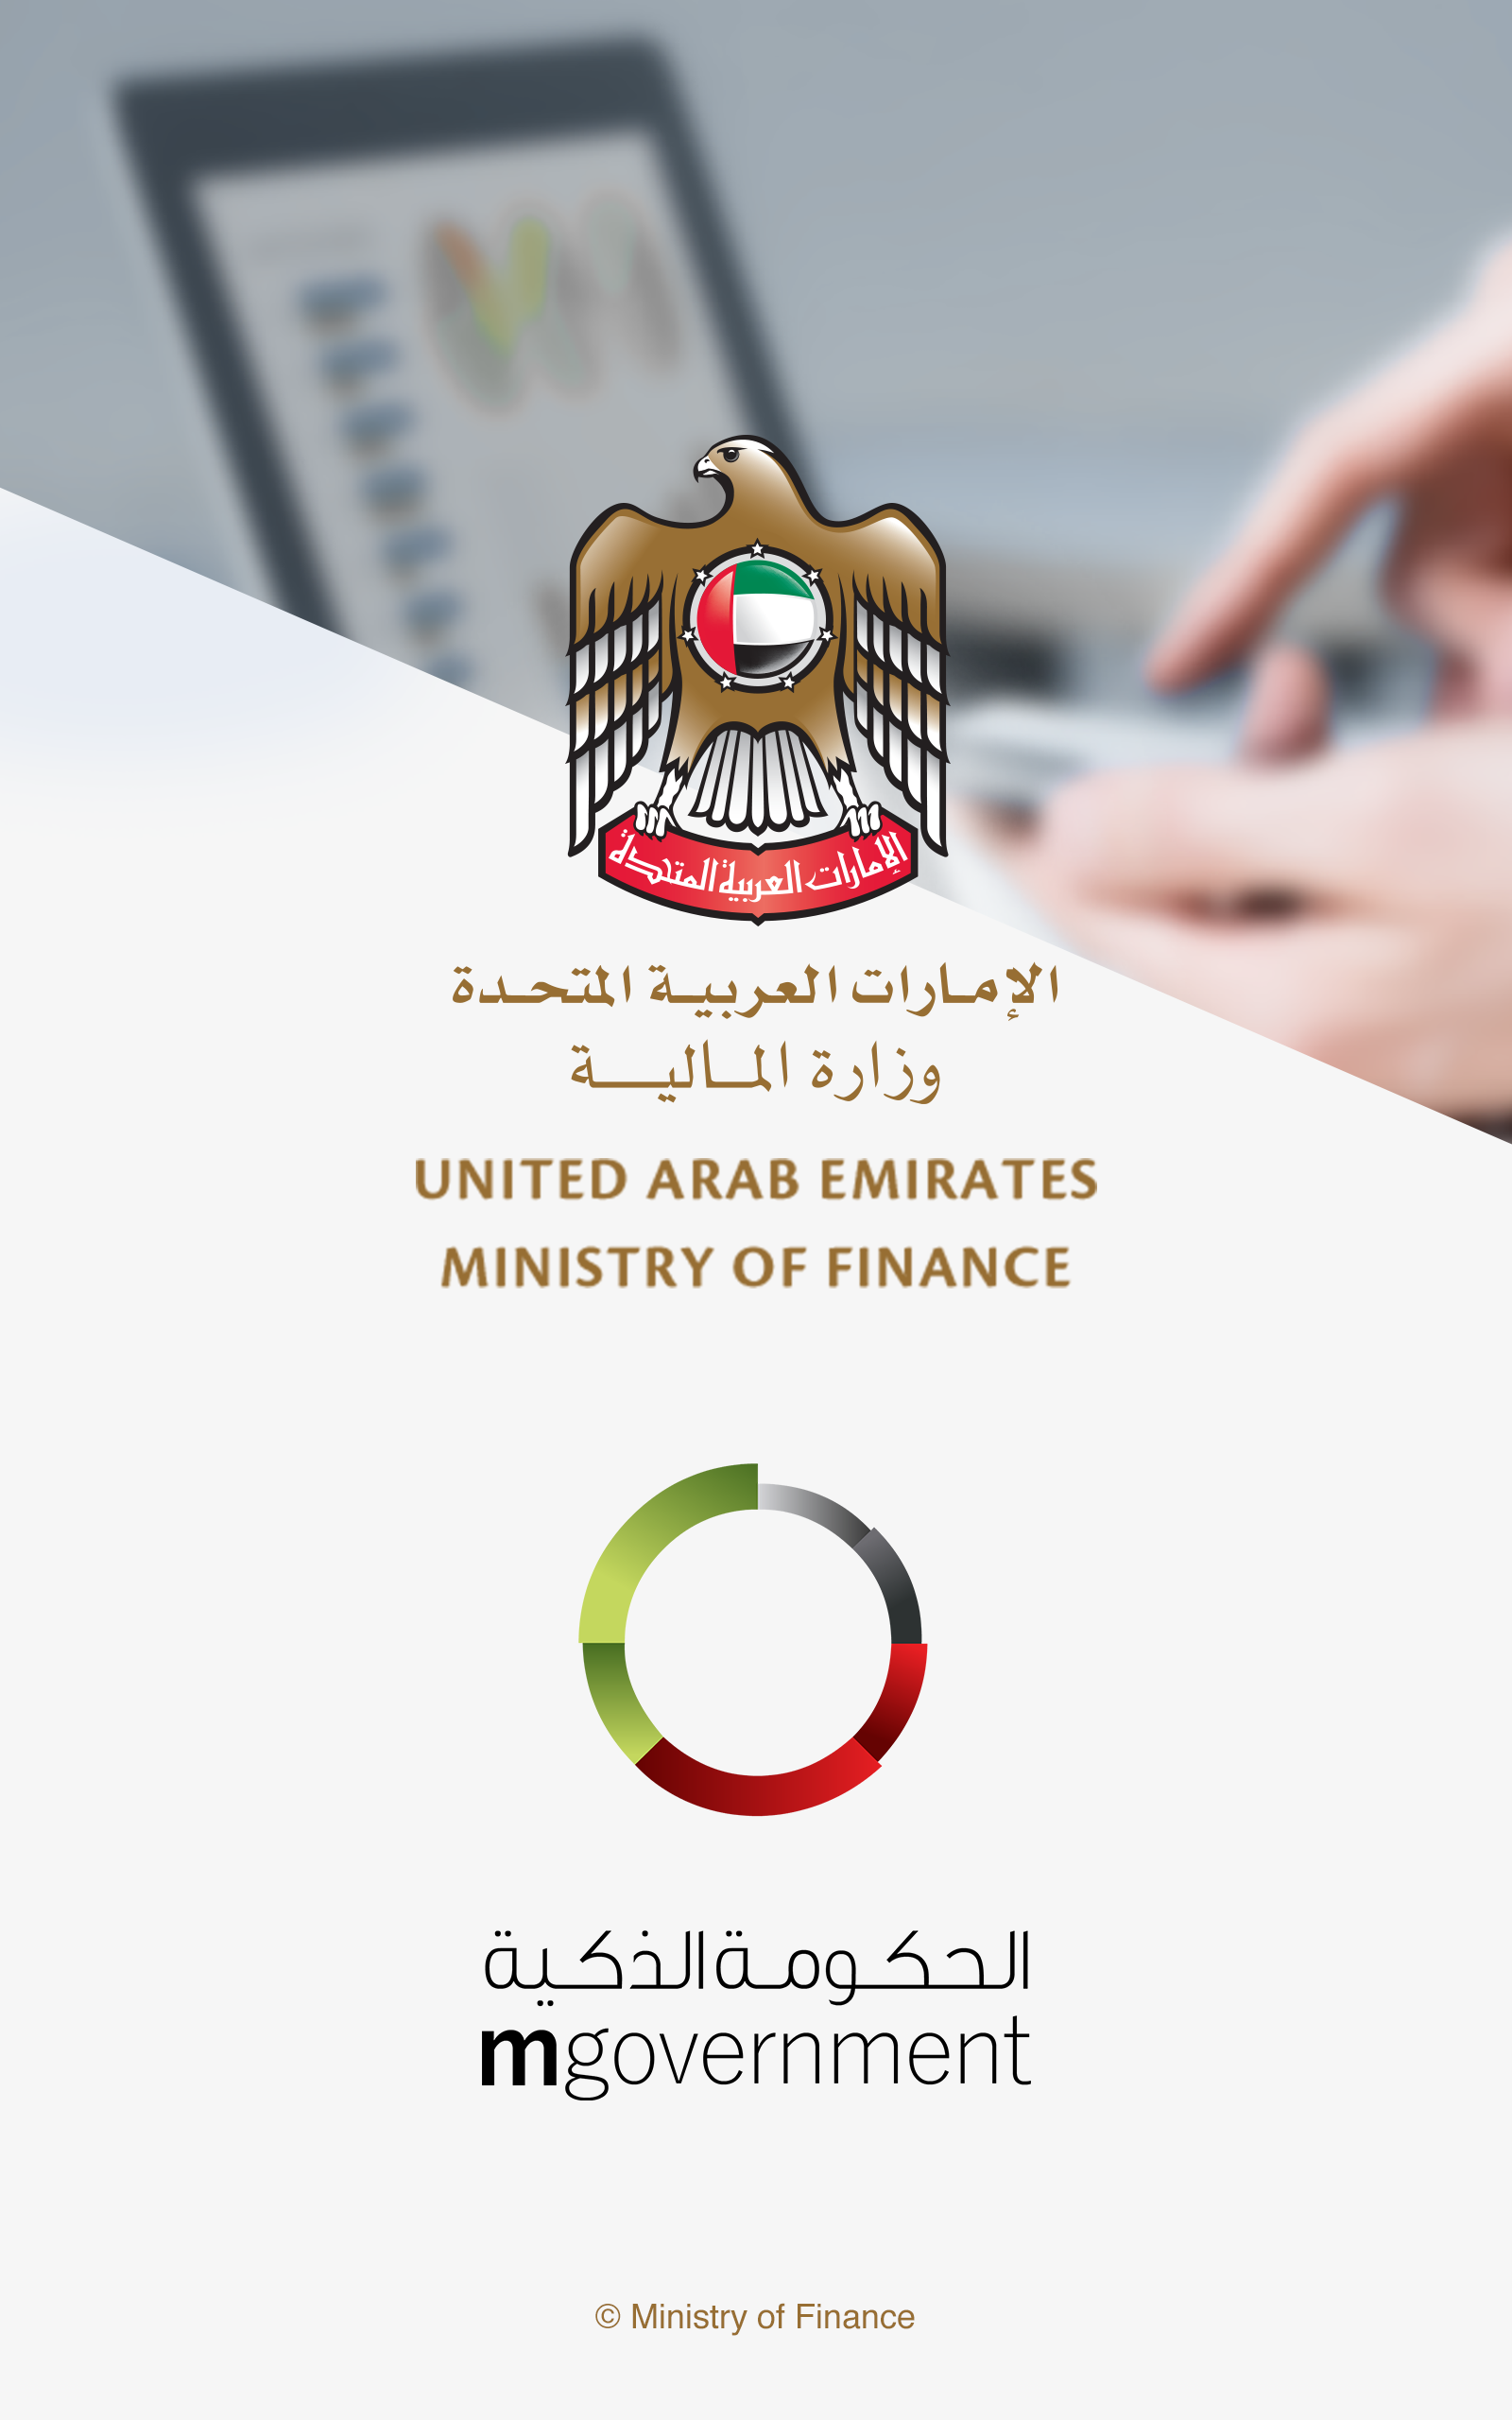 الإمارات العربية المتحدة
الإمارات العربية المتحدة
وزارة المالية
UNITED ARAB EMIRATES
MINISTRY OF FINANCE
الحكومة الذكية
mgovernment
© Ministry of Finance